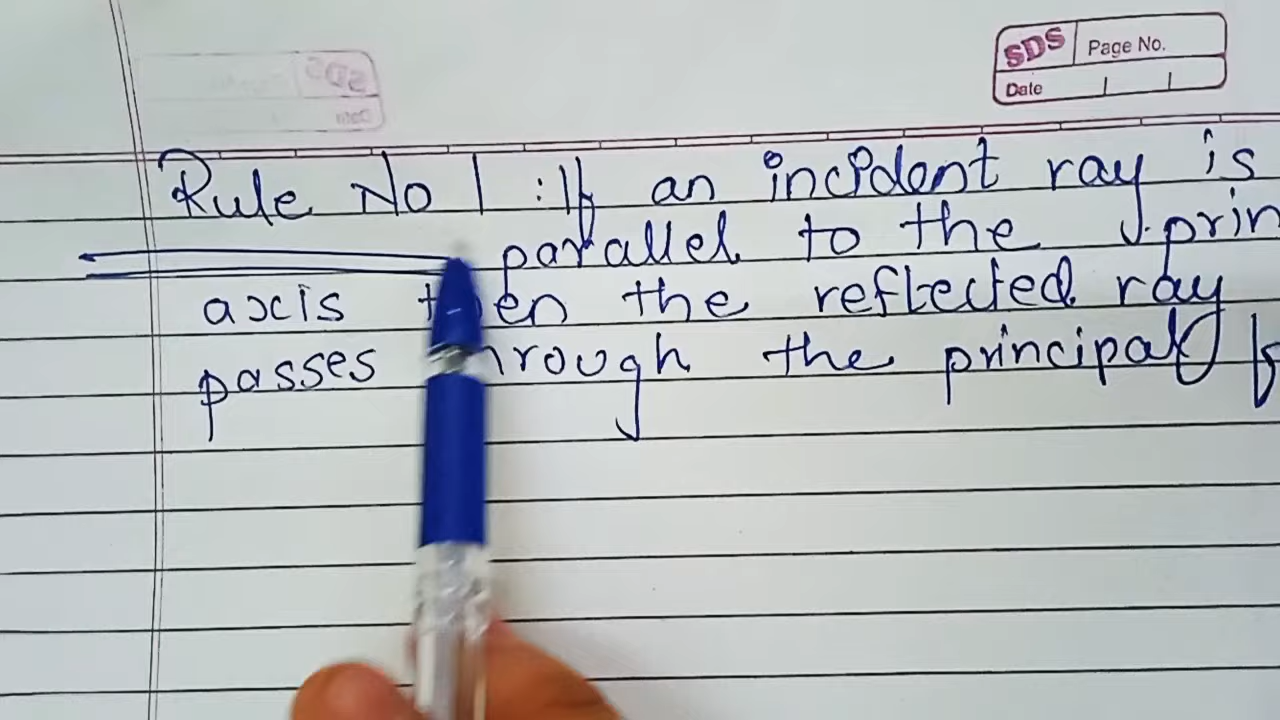 SDS Page No.
Date
Rule No 1 : If an incident ray is
parallel to the prin
axis then the reflected ray
passes through the principal f